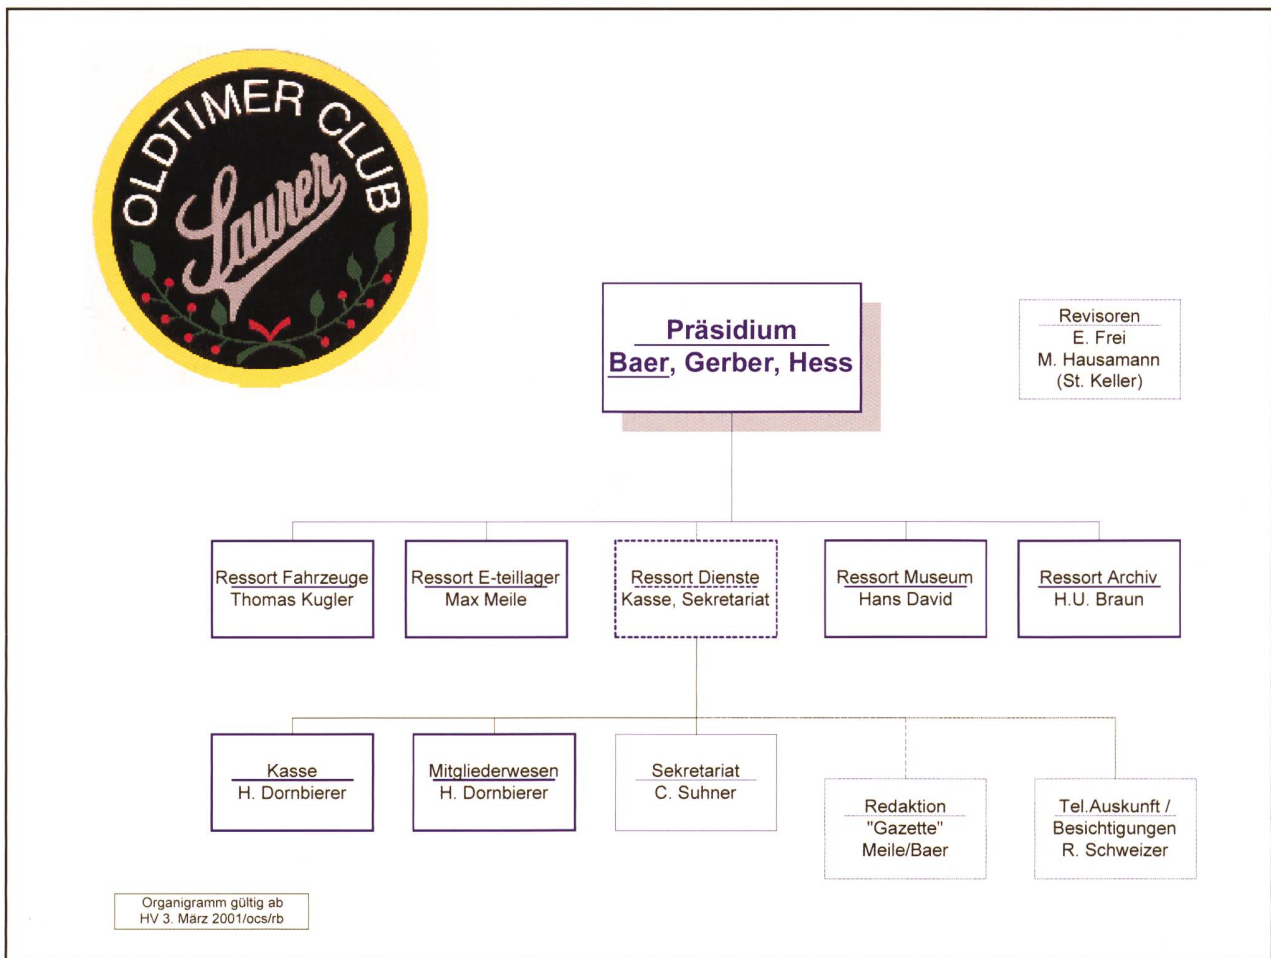 OLDTIMER CLUB
Saurer
Präsidium
Baer, Gerber, Hess
Revisoren
E. Frei
M. Hausamann
(St. Keller)
Ressort Fahrzeuge
Thomas Kugler
Ressort E-teillager
Max Meile
Ressort Dienste
Kasse, Sekretariat
Ressort Museum
Hans David
Ressort Archiv
H.U. Braun
Kasse
H. Dornbierer
Mitgliederwesen
H. Dornbierer
Sekretariat
C. Suhner
Redaktion
"Gazette"
Meile/Baer
Tel.Auskunft /
Besichtigungen
R. Schweizer
Organigramm gültig ab
HV 3. März 2001/ocs/rb